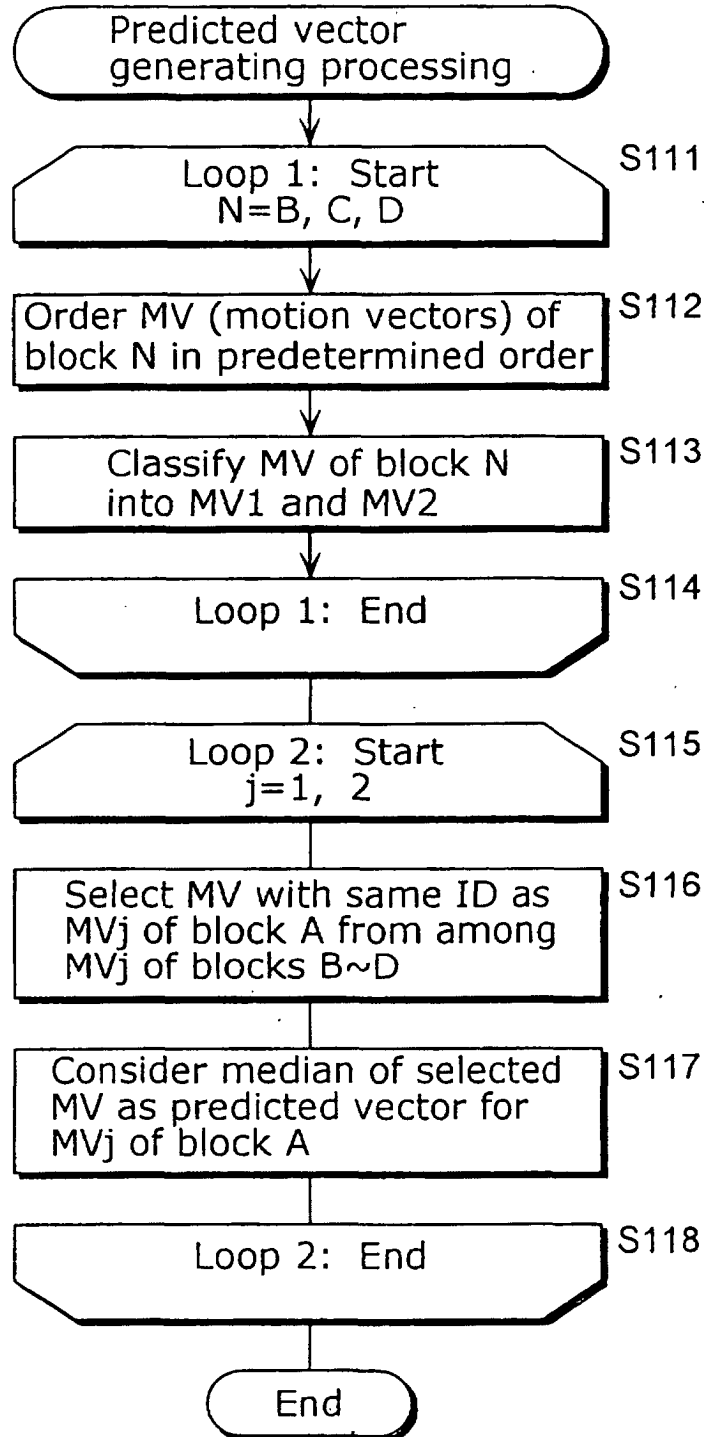 Predicted vector
generating processing
Loop 1: Start
N=B, C, D
S111
Order MV (motion vectors) of
block N in predetermined order
S112
Classify MV of block N
into MV1 and MV2
S113
Loop 1: End
S114
Loop 2: Start
j=1, 2
S115
Select MV with same ID as
MVj of block A from among
MVj of blocks B~D
S116
Consider median of selected
MV as predicted vector for
MVj of block A
S117
Loop 2: End
S118
End